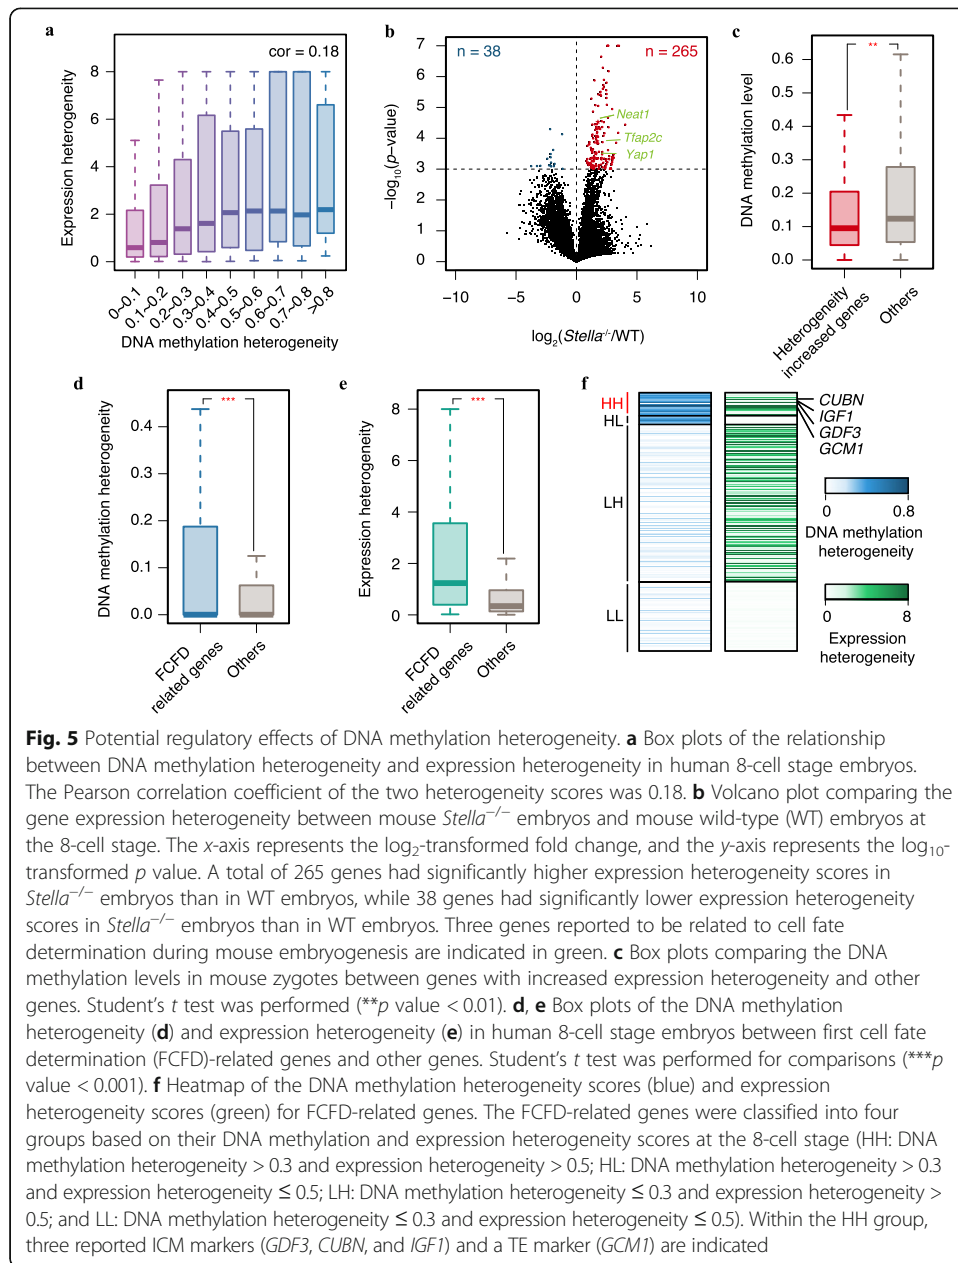 a
cor = 0.18
Expression heterogeneity
8
6
4
2
0
0~0.1
0.1~0.2
0.2~0.3
0.3~0.4
0.4~0.5
0.5~0.6
0.6~0.7
0.7~0.8
>0.8
DNA methylation heterogeneity
b
n = 38
n = 265
−log10(p−value)
7
6
5
4
3
2
1
0
Neat1
Tfap2c
Yap1
−10
−5
0
5
10
log2(Stella-/-/WT)
c
**
DNA methylation level
0.6
0.5
0.4
0.3
0.2
0.1
0.0
Heterogeneity
increased genes
Others
d
***
DNA methylation heterogeneity
0.4
0.3
0.2
0.1
0.0
FCFD
related genes
Others
e
***
Expression heterogeneity
8
6
4
2
0
FCFD
related genes
Others
f
HH
HL
LH
LL
CUBN
IGF1
GDF3
GCM1
0
0.8
DNA methylation
heterogeneity
0
8
Expression
heterogeneity
Fig. 5 Potential regulatory effects of DNA methylation heterogeneity. a Box plots of the relationship
between DNA methylation heterogeneity and expression heterogeneity in human 8-cell stage embryos.
The Pearson correlation coefficient of the two heterogeneity scores was 0.18. b Volcano plot comparing the
gene expression heterogeneity between mouse Stella−/− embryos and mouse wild-type (WT) embryos at
the 8-cell stage. The x-axis represents the log2-transformed fold change, and the y-axis represents the log10-
transformed p value. A total of 265 genes had significantly higher expression heterogeneity scores in
Stella−/− embryos than in WT embryos, while 38 genes had significantly lower expression heterogeneity
scores in Stella−/− embryos than in WT embryos. Three genes reported to be related to cell fate
determination during mouse embryogenesis are indicated in green. c Box plots comparing the DNA
methylation levels in mouse zygotes between genes with increased expression heterogeneity and other
genes. Student's t test was performed (**p value < 0.01). d, e Box plots of the DNA methylation
heterogeneity (d) and expression heterogeneity (e) in human 8-cell stage embryos between first cell fate
determination (FCFD)-related genes and other genes. Student's t test was performed for comparisons (***p
value < 0.001). f Heatmap of the DNA methylation heterogeneity scores (blue) and expression
heterogeneity scores (green) for FCFD-related genes. The FCFD-related genes were classified into four
groups based on their DNA methylation and expression heterogeneity scores at the 8-cell stage (HH: DNA
methylation heterogeneity > 0.3 and expression heterogeneity > 0.5; HL: DNA methylation heterogeneity > 0.3
and expression heterogeneity ≤ 0.5; LH: DNA methylation heterogeneity ≤ 0.3 and expression heterogeneity >
0.5; and LL: DNA methylation heterogeneity ≤ 0.3 and expression heterogeneity ≤ 0.5). Within the HH group,
three reported ICM markers (GDF3, CUBN, and IGF1) and a TE marker (GCM1) are indicated